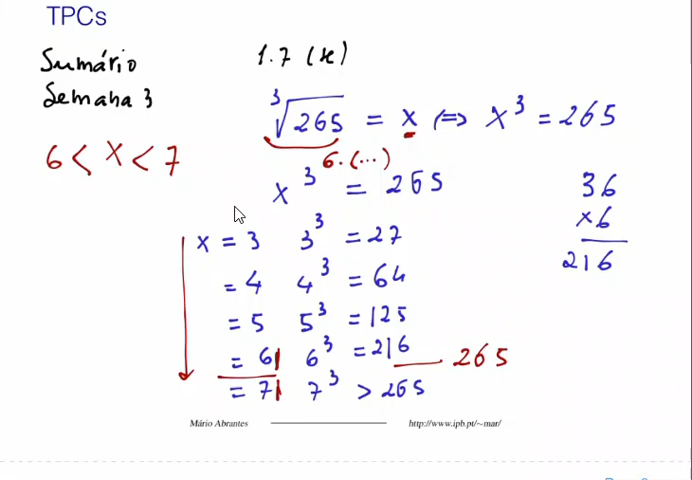 TPCs
Sumário
Semana 3
1.7 (x)
∛265 = x ⟺ x³ = 265
6 < x < 7
6.(...)
x³ = 265
36
x6
216
x = 3 3³ = 27
= 4 4³ = 64
= 5 5³ = 125
= 6 6³ = 216 — 265
= 7 7³ > 265
Mário Abrantes http://www.ipb.pt/~mar/